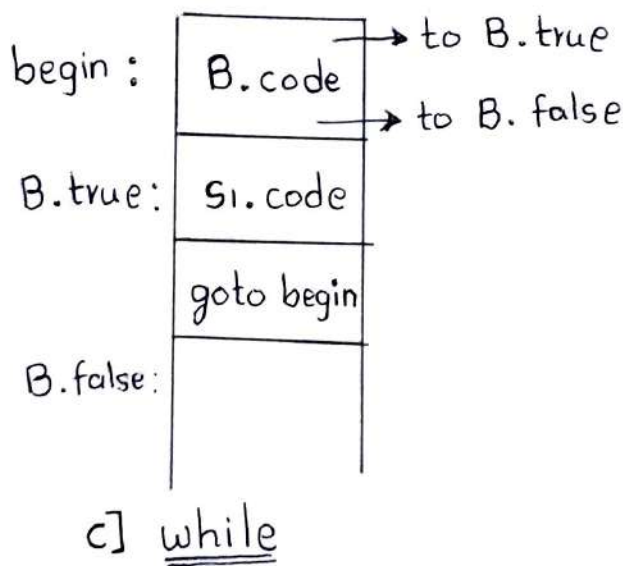 to B.true
begin : B.code
to B. false
B.true: S1. code
goto begin
B.false:
c] while